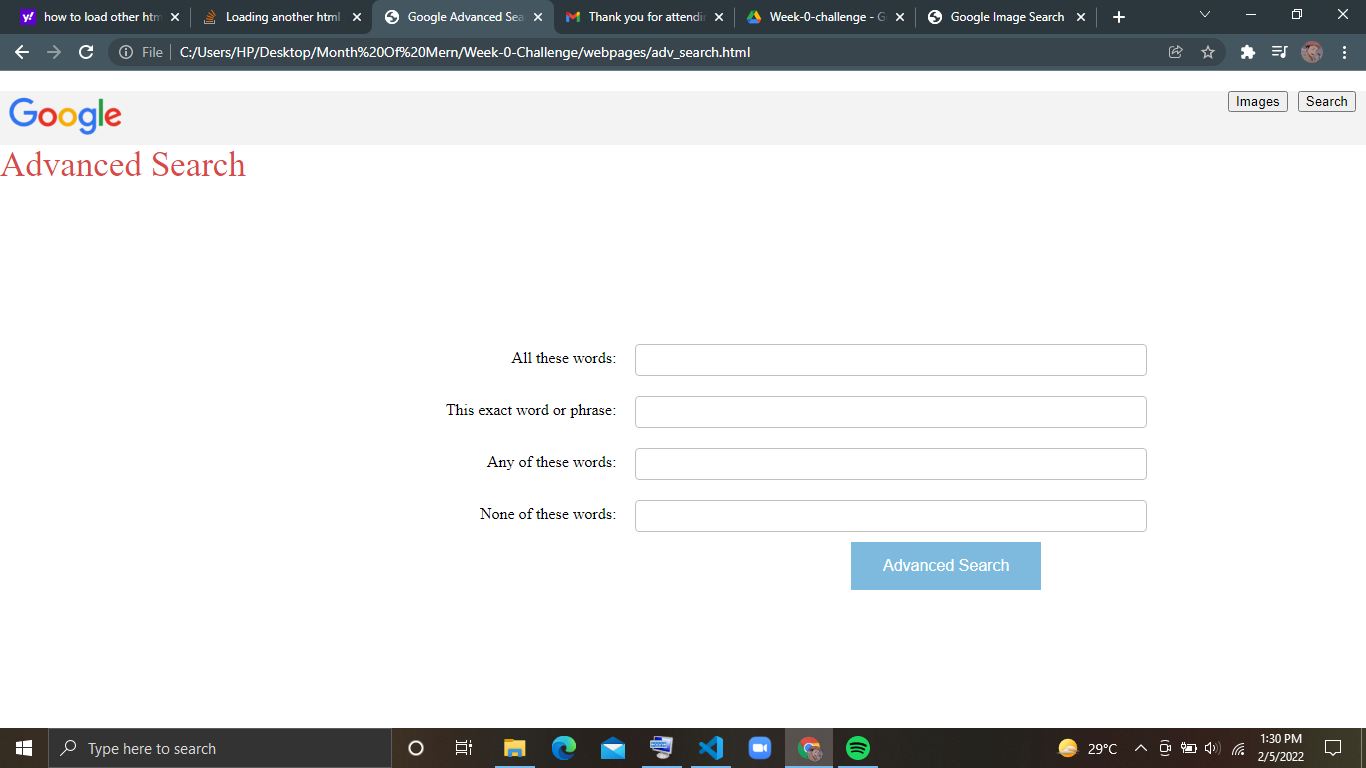 how to load other htm
Loading another html
Google Advanced Sea
Thank you for attendin
Week-0-challenge - G
Google Image Search
File
C:/Users/HP/Desktop/Month%20Of%20Mern/Week-0-Challenge/webpages/adv_search.html
Google
Images
Search
Advanced Search
All these words:
This exact word or phrase:
Any of these words:
None of these words:
Advanced Search
Type here to search
29°C
1:30 PM
2/5/2022